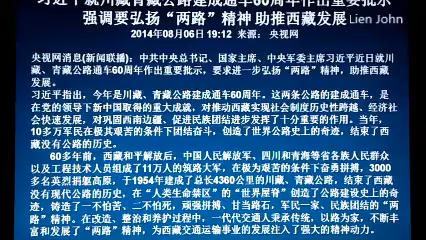 习近平就川藏青藏公路建成通车60周年作出重要批示
强调要弘扬“两路”精神 助推西藏发展
Lien John
2014年08月06日 19:12 来源： 央视网
央视网消息(新闻联播)：中共中央总书记、国家主席、中央军委主席习近平近日就川
藏、青藏公路通车60周年作出重要批示，要求进一步弘扬“两路”精神，助推西藏发
展。
习近平指出，今年是川藏、青藏公路建成通车60周年。这两条公路的建成通车，是
在党的领导下新中国取得的重大成就，对推动西藏实现社会制度历史性跨越、经济社
会快速发展，对巩固西南边疆、促进民族团结进步发挥了十分重要的作用。当年，
10多万军民在极其艰苦的条件下团结奋斗，创造了世界公路史上的奇迹，结束了西
藏没有公路的历史。
60多年前，西藏和平解放后，中国人民解放军、四川和青海等省各族人民群众
以及工程技术人员组成了11万人的筑路大军，在极为艰苦的条件下奋勇拼搏，3000
多名英烈捐躯高原，于1954年建成了总长4360公里的川藏、青藏公路，结束了西藏
没有现代公路的历史，在“人类生命禁区”的“世界屋脊”创造了公路建设史上的奇
迹，铸造了一不怕苦、二不怕死，顽强拼搏、甘当路石，军民一家、民族团结的“两
路”精神。在改造、整治和养护过程中，一代代交通人秉承传统，以路为家，不断丰
富和发展了“两路”精神，为西藏交通运输事业的发展注入了强大的精神动力。